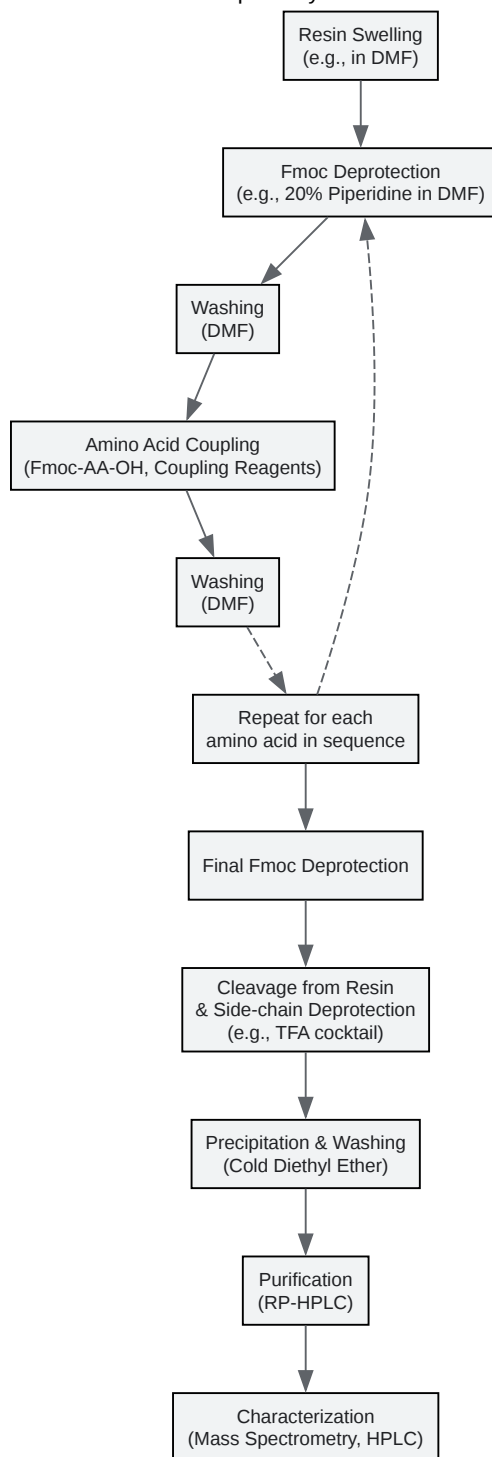 Resin Swelling
(e.g., in DMF)
Fmoc Deprotection
(e.g., 20% Piperidine in DMF)
Washing
(DMF)
Amino Acid Coupling
(Fmoc-AA-OH, Coupling Reagents)
Washing
(DMF)
Repeat for each
amino acid in sequence
Final Fmoc Deprotection
Cleavage from Resin
& Side-chain Deprotection
(e.g., TFA cocktail)
Precipitation & Washing
(Cold Diethyl Ether)
Purification
(RP-HPLC)
Characterization
(Mass Spectrometry, HPLC)